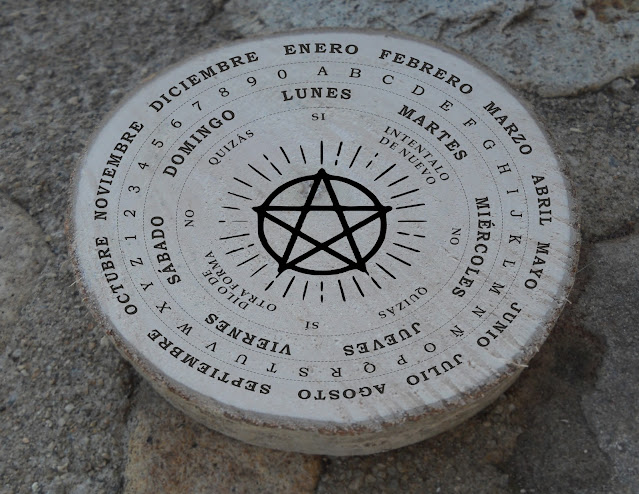 ENERO FEBRERO MARZO ABRIL MAYO JUNIO JULIO AGOSTO SEPTIEMBRE OCTUBRE NOVIEMBRE DICIEMBRE
A B C D E F G H I J K L M N Ñ O P Q R S T U V W X Y Z 1 2 3 4 5 6 7 8 9 0
LUNES MARTES MIÉRCOLES JUEVES VIERNES SÁBADO DOMINGO
SI
INTENTALO
DE NUEVO
NO
QUIZAS
SI
DILO DE
OTRA FORMA
NO
QUIZAS